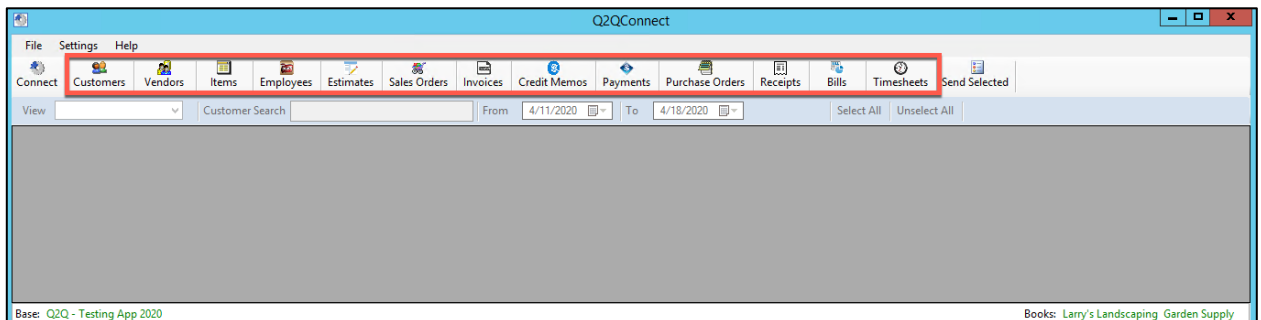 Q2QConnect
File Settings Help
Connect Customers Vendors Items Employees Estimates Sales Orders Invoices Credit Memos Payments Purchase Orders Receipts Bills Timesheets Send Selected
View Customer Search From 4/11/2020 To 4/18/2020 Select All Unselect All
Base: Q2Q - Testing App 2020 Books: Larry's Landscaping Garden Supply